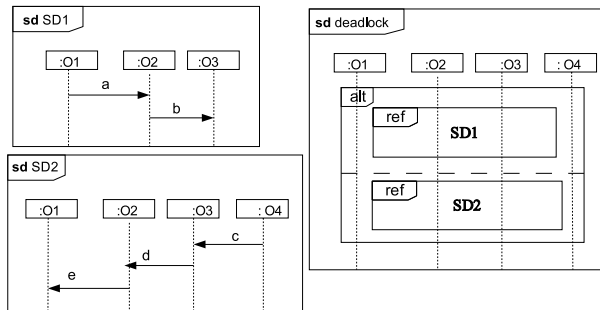 sd SD1
:O1 :O2 :O3
a
b
sd SD2
:O1 :O2 :O3 :O4
c
d
e
sd deadlock
:O1 :O2 :O3 : O4
alt
ref
SD1
ref
SD2